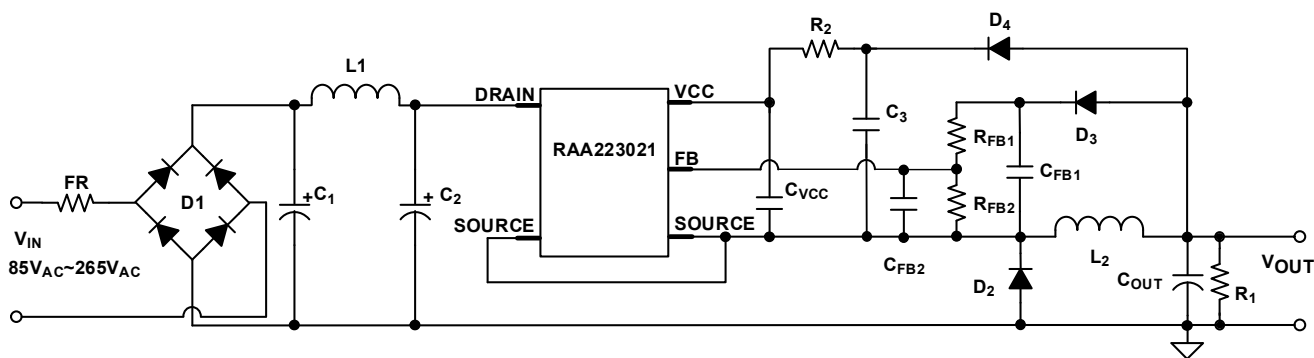 R2
D4
L1
DRAIN
VCC
C3
D3
RAA223021
RFB1
FB
CFB1
FR
D1
+C1
+ C2
CVCC
RFB2
VIN
85VAC~265VAC
SOURCE
SOURCE
CFB2
D2
L2
COUT
R1
VOUT